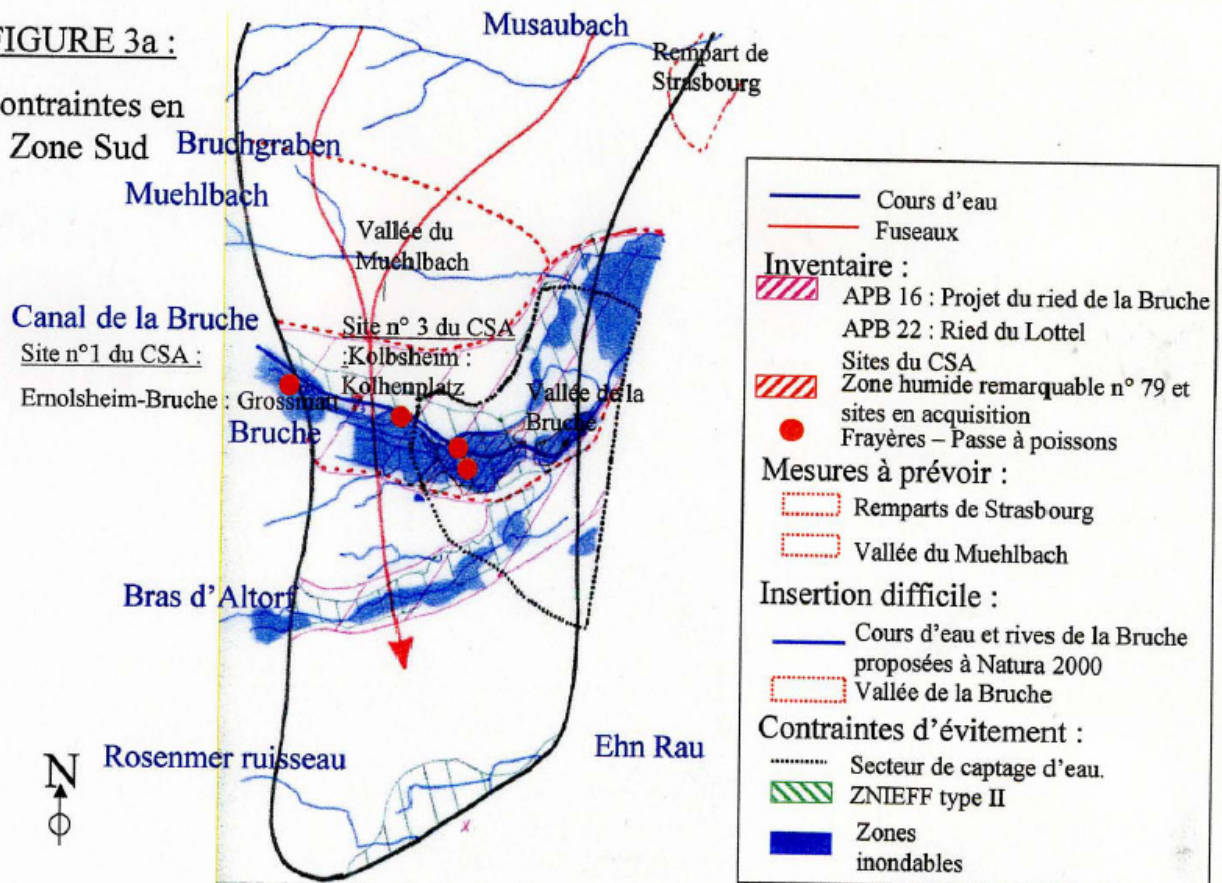 FIGURE 3a :
ontraintes en
Zone Sud
Musaubach
Rempart de
Strasbourg
Bruchgraben
Muehlbach
Vallée du
Muehlbach
Canal de la Bruche
Site n°1 du CSA :
Ernolsheim-Bruche : Grossmatt
Site n° 3 du CSA
:Kolbsheim :
Kolhenplatz
Vallée de la
Bruche
Bruche
Bras d'Altorf
Rosenmer ruisseau
Ehn Rau
N
Cours d'eau
Fuseaux
Inventaire :
APB 16 : Projet du ried de la Bruche
APB 22 : Ried du Lottel
Sites du CSA
Zone humide remarquable n° 79 et
sites en acquisition
Frayères – Passe à poissons
Mesures à prévoir :
Remparts de Strasbourg
Vallée du Muehlbach
Insertion difficile :
Cours d'eau et rives de la Bruche
proposées à Natura 2000
Vallée de la Bruche
Contraintes d'évitement :
Secteur de captage d'eau.
ZNIEFF type II
Zones
inondables